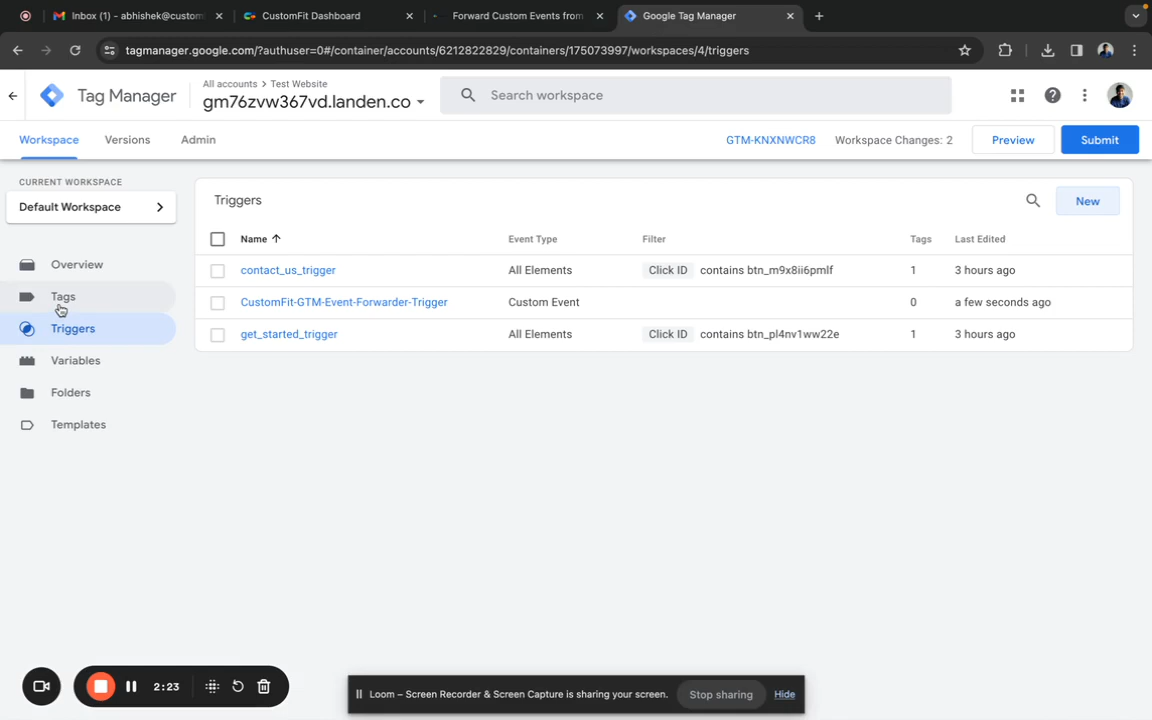 Inbox (1) – abhishek@custom
CustomFit Dashboard
Forward Custom Events from
Google Tag Manager
tagmanager.google.com/?authuser=0#/container/accounts/6212822829/containers/175073997/workspaces/4/triggers
Tag Manager
All accounts > Test Website
gm76zvw367vd.landen.co
Search workspace
Workspace
Versions
Admin
GTM-KNXNWCR8
Workspace Changes: 2
Preview
Submit
CURRENT WORKSPACE
Default Workspace
Overview
Tags
Triggers
Variables
Folders
Templates
Triggers
New
Name Event Type Filter Tags Last Edited
contact_us_trigger All Elements Click ID contains btn_m9x8ii6pmlf 1 3 hours ago
CustomFit-GTM-Event-Forwarder-Trigger Custom Event 0 a few seconds ago
get_started_trigger All Elements Click ID contains btn_pl4nv1ww22e 1 3 hours ago
2:23
Loom – Screen Recorder & Screen Capture is sharing your screen.
Stop sharing
Hide